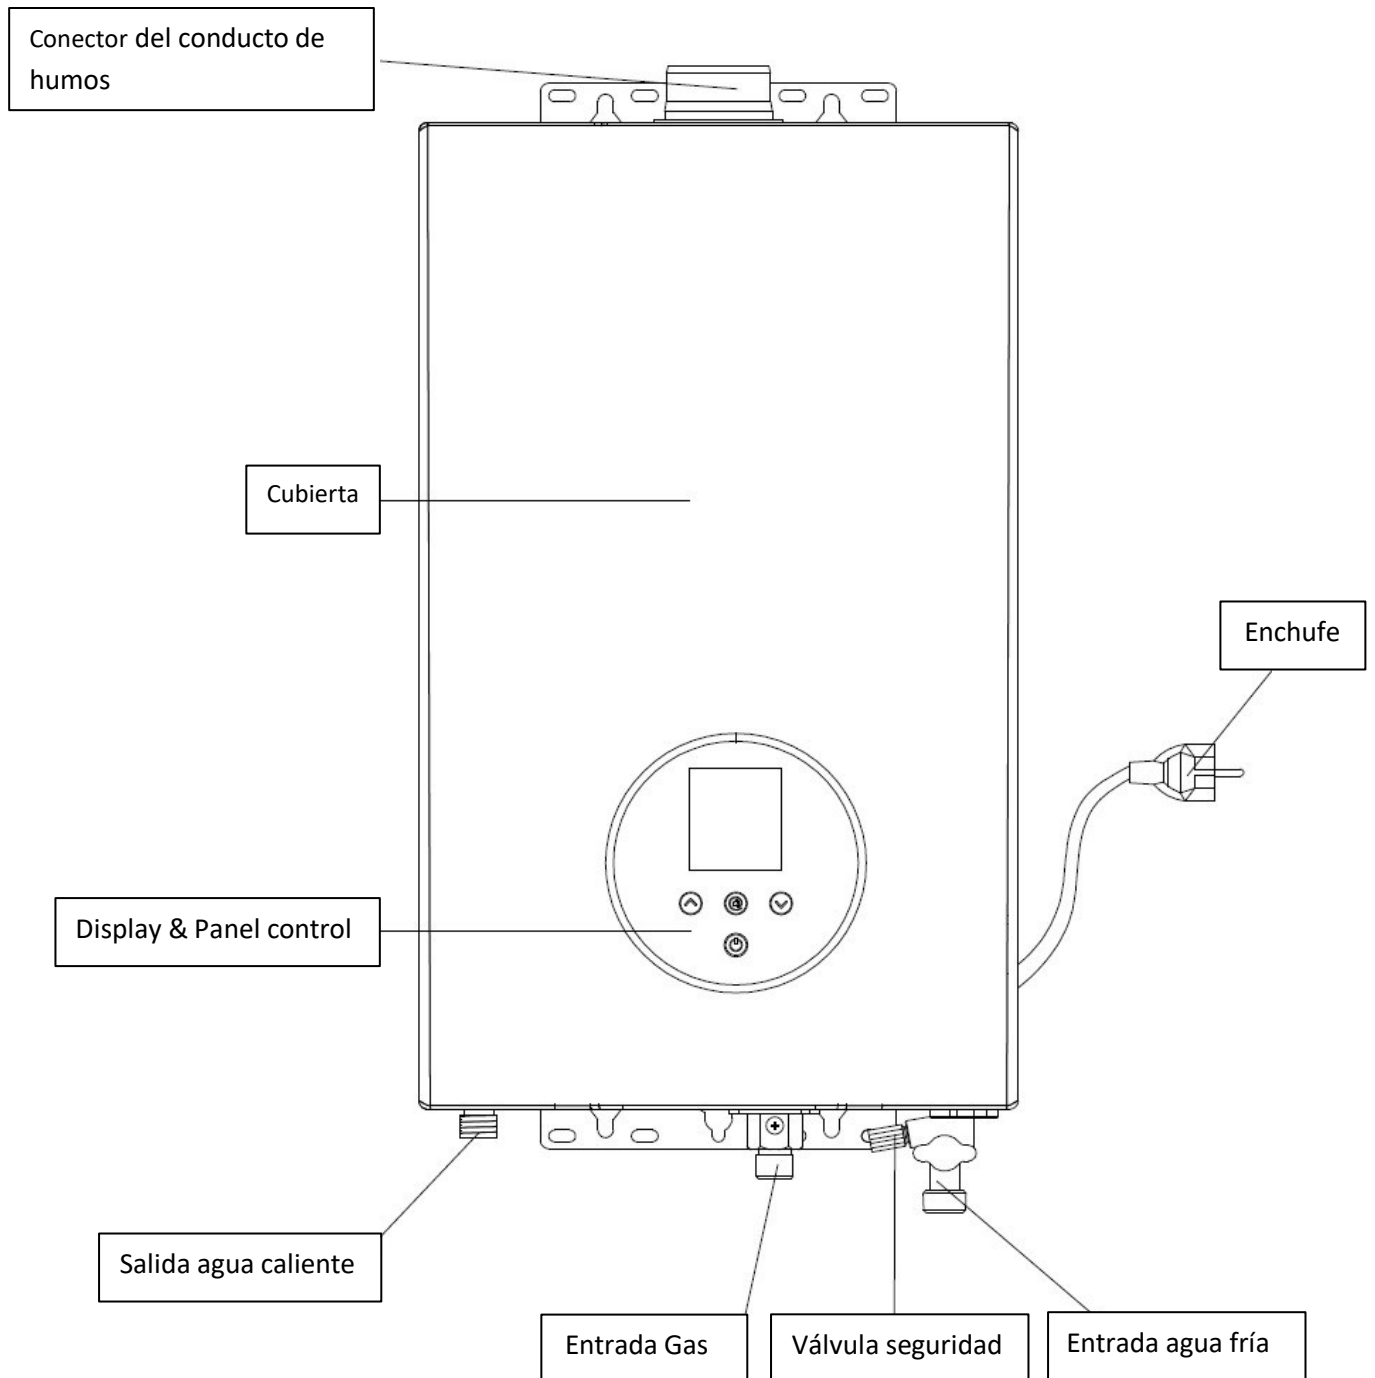 Conector del conducto de
humos
Cubierta
Enchufe
Display & Panel control
Salida agua caliente
Entrada Gas
Válvula seguridad
Entrada agua fría